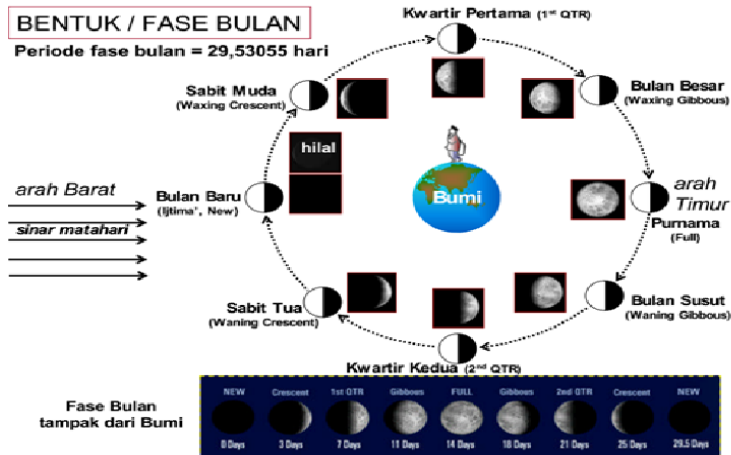 BENTUK / FASE BULAN
Periode fase bulan = 29,53055 hari
Kwartir Pertama (1st QTR)
Sabit Muda
(Waxing Crescent)
Bulan Besar
(Waxing Gibbous)
hilal
arah Barat
Bulan Baru
(Ijtima', New)
Bumi
arah
Timur
Purnama
(Full)
sinar matahari
Sabit Tua
(Waning Crescent)
Bulan Susut
(Waning Gibbous)
Kwartir Kedua (2nd QTR)
Fase Bulan
tampak dari Bumi
NEW Crescent 1st QTR Gibbous FULL Gibbous 2nd QTR Crescent NEW
0 Days 3 Days 7 Days 11 Days 14 Days 18 Days 21 Days 25 Days 29.5 Days